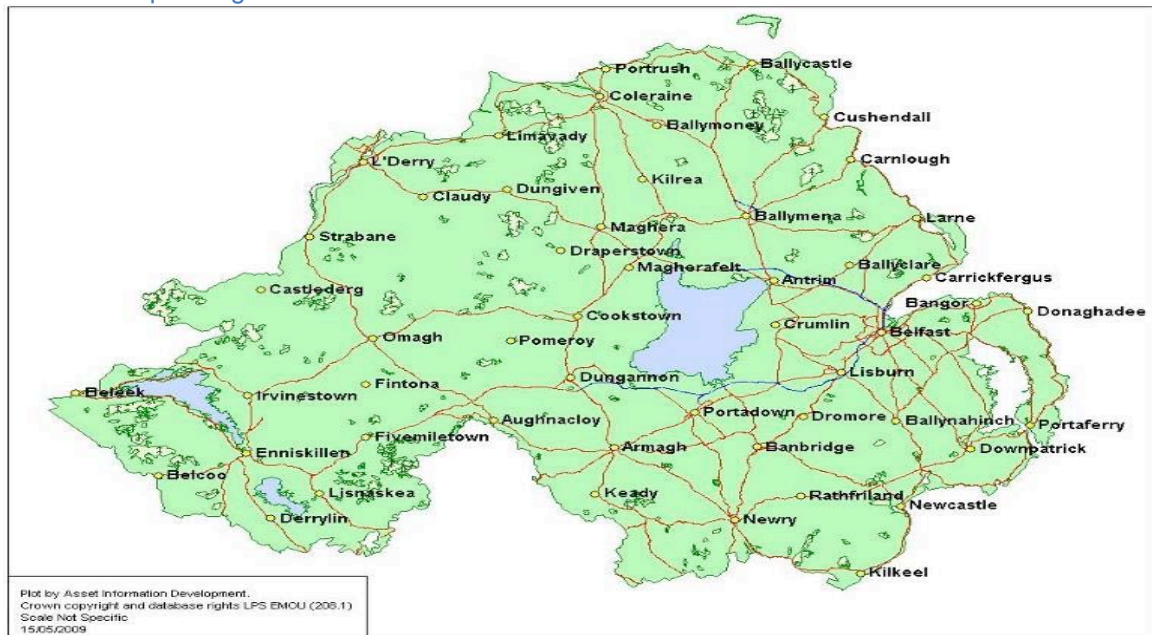 Portrush
Ballycastle
Coleraine
Cushendall
Limavady
Ballymoney
L'Derry
Carnlough
Claudy
Dungiven
Kilrea
Strabane
Maghera
Ballymena
Larne
Draperstown
Magherafelt
Ballyclare
Castlederg
Antrim
Carrickfergus
Bangor
Donaghadee
Cookstown
Crumlin
Belfast
Omagh
Pomeroy
Beleek
Irvinestown
Fintona
Dungannon
Lisburn
Aughnacloy
Portadown
Dromore
Ballynahinch
Portaferry
Enniskillen
Fivemiletown
Armagh
Banbridge
Downpatrick
Belcoo
Lisnaskea
Keady
Rathfriland
Newcastle
Derrylin
Newry
Kilkeel
Plot by Asset Information Development.
Crown copyright and database rights LPS EMOU (206.1)
Scale Not Specific
15/05/2009